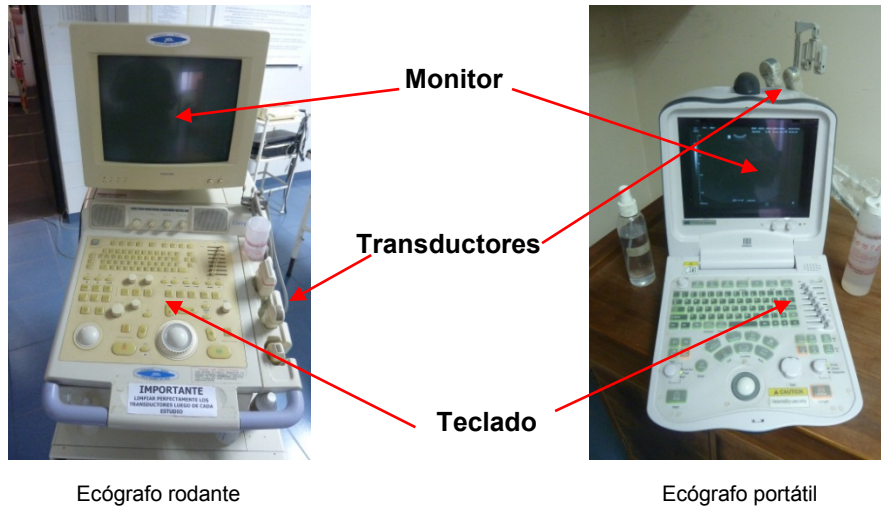 Monitor
Transductores
Teclado
IMPORTANTE
LIMPIAR PERFECTAMENTE LOS
TRANSDUCTORES LUEGO DE CADA
ESTUDIO
CAUTION
Ecógrafo rodante
Ecógrafo portátil